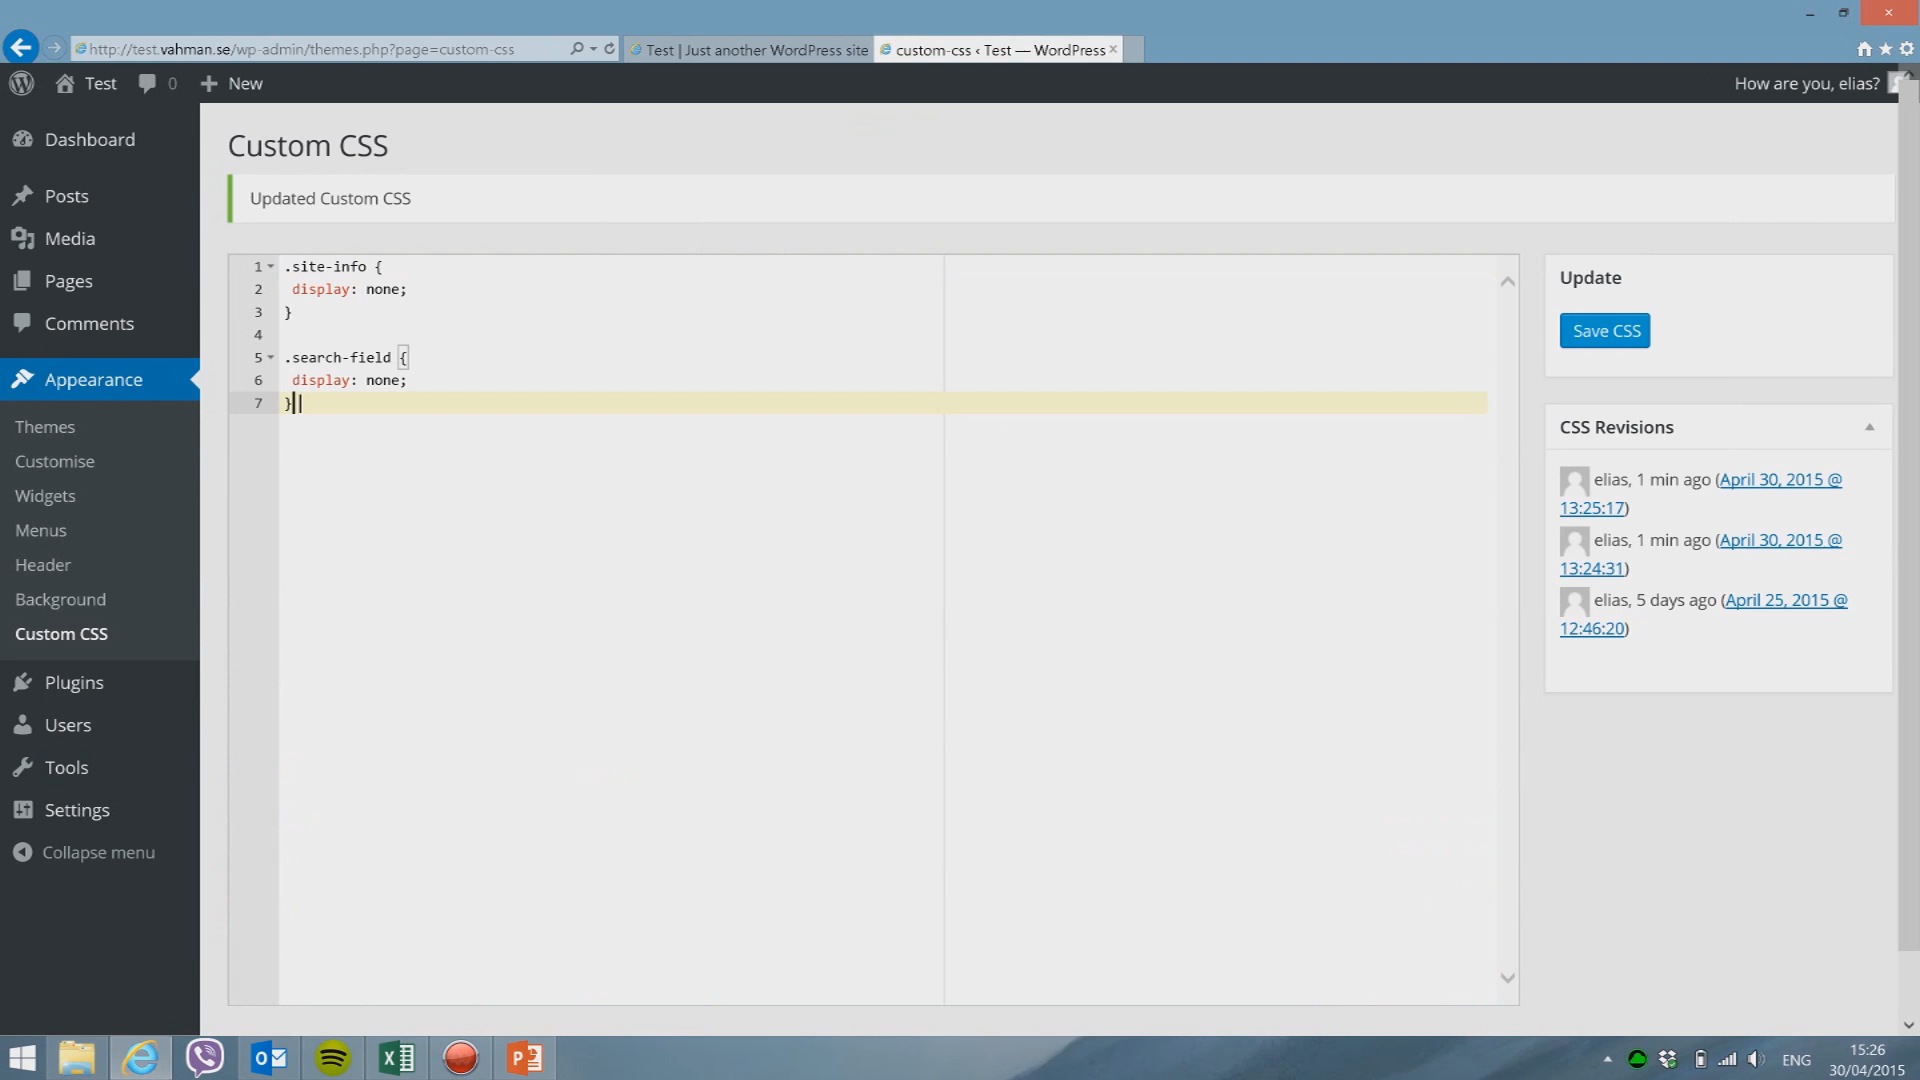 http://test.vahman.se/wp-admin/themes.php?page=custom-css
Test | Just another WordPress site
custom-css ‹ Test — WordPress
Test
0
New
How are you, elias?
Dashboard
Posts
Media
Pages
Comments
Appearance
Themes
Customise
Widgets
Menus
Header
Background
Custom CSS
Plugins
Users
Tools
Settings
Collapse menu
Custom CSS
Updated Custom CSS
1 .site-info {
2 display: none;
3 }
4
5 .search-field {
6 display: none;
7 }
Update
Save CSS
CSS Revisions
elias, 1 min ago (April 30, 2015 @
13:25:17)
elias, 1 min ago (April 30, 2015 @
13:24:31)
elias, 5 days ago (April 25, 2015 @
12:46:20)
ENG
15:26
30/04/2015